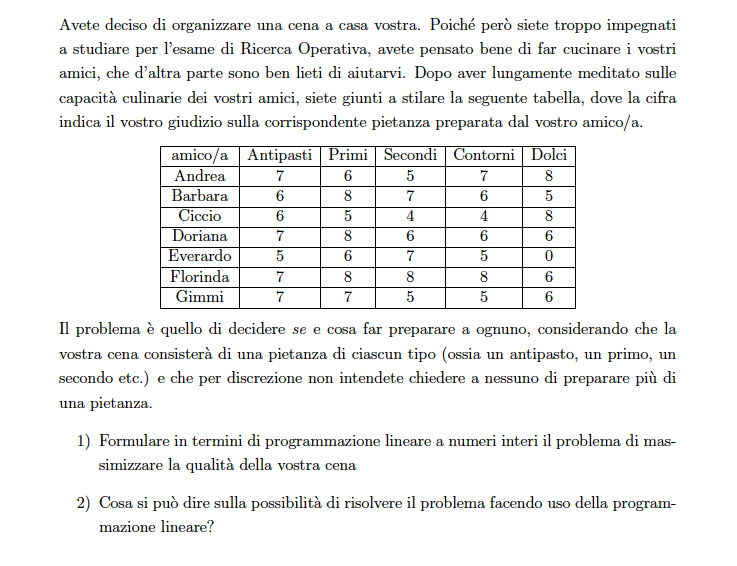 Avete deciso di organizzare una cena a casa vostra. Poiché però siete troppo impegnati
a studiare per l'esame di Ricerca Operativa, avete pensato bene di far cucinare i vostri
amici, che d'altra parte sono ben lieti di aiutarvi. Dopo aver lungamente meditato sulle
capacità culinarie dei vostri amici, siete giunti a stilare la seguente tabella, dove la cifra
indica il vostro giudizio sulla corrispondente pietanza preparata dal vostro amico/a.
amico/a Antipasti Primi Secondi Contorni Dolci
Andrea 7 6 5 7 8
Barbara 6 8 7 6 5
Ciccio 6 5 4 4 8
Doriana 7 8 6 6 6
Everardo 5 6 7 5 0
Florinda 7 8 8 8 6
Gimmi 7 7 5 5 6
Il problema è quello di decidere se e cosa far preparare a ognuno, considerando che la
vostra cena consisterà di una pietanza di ciascun tipo (ossia un antipasto, un primo, un
secondo etc.) e che per discrezione non intendete chiedere a nessuno di preparare più di
una pietanza.
1) Formulare in termini di programmazione lineare a numeri interi il problema di mas-
simizzare la qualità della vostra cena
2) Cosa si può dire sulla possibilità di risolvere il problema facendo uso della program-
mazione lineare?